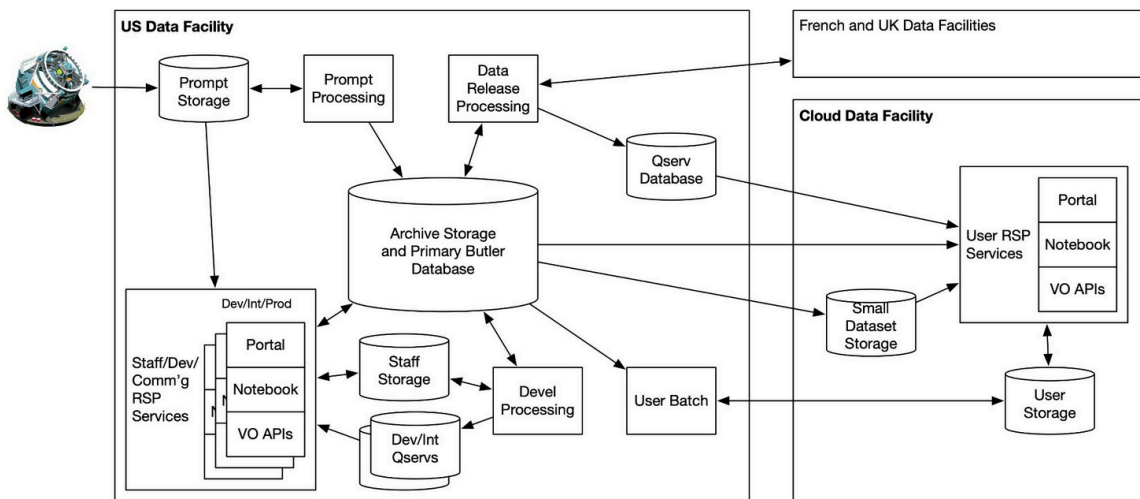 US Data Facility
Prompt
Storage
Prompt
Processing
Data
Release
Processing
French and UK Data Facilities
Cloud Data Facility
Qserv
Database
Archive Storage
and Primary Butler
Database
User RSP
Services
Portal
Notebook
VO APIs
Small
Dataset
Storage
Dev/Int/Prod
Staff/Dev/
Comm'g
RSP
Services
Portal
Notebook
VO APIs
Staff
Storage
Dev/Int
Qservs
Devel
Processing
User Batch
User
Storage